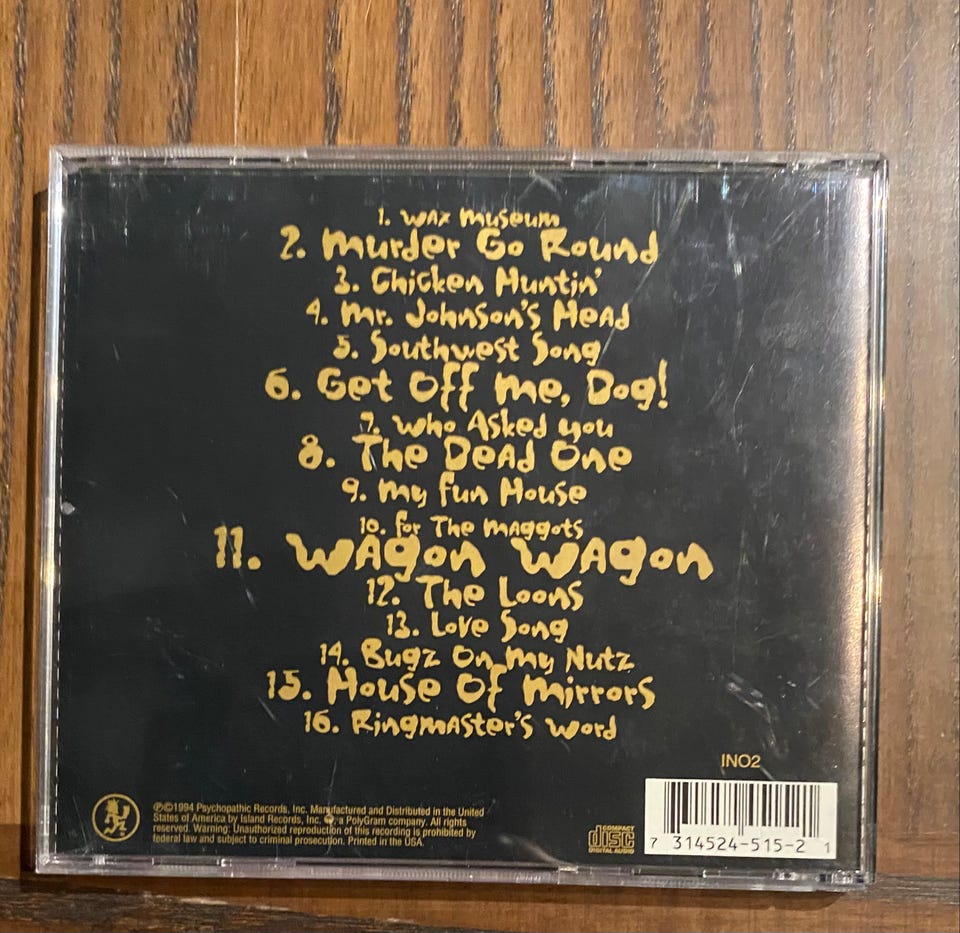 1. Wax Museum
2. Murder Go Round
3. Chicken Huntin'
4. Mr. Johnson's Head
5. Southwest Song
6. Get Off Me, Dog!
7. Who Asked You
8. The Dead One
9. My Fun House
10. For The Maggots
11. Wagon Wagon
12. The Loons
13. Love Song
14. Bugz On My Nutz
15. House Of Mirrors
16. Ringmaster's Word
INO2
℗©1994 Psychopathic Records, Inc. Manufactured and Distributed in the United
States of America by Island Records, Inc. , a PolyGram company. All rights
reserved. Warning: Unauthorized reproduction of this recording is prohibited by
federal law and subject to criminal prosecution. Printed in the USA.
COMPACT
disc
DIGITAL AUDIO
7 314524-515-2 1